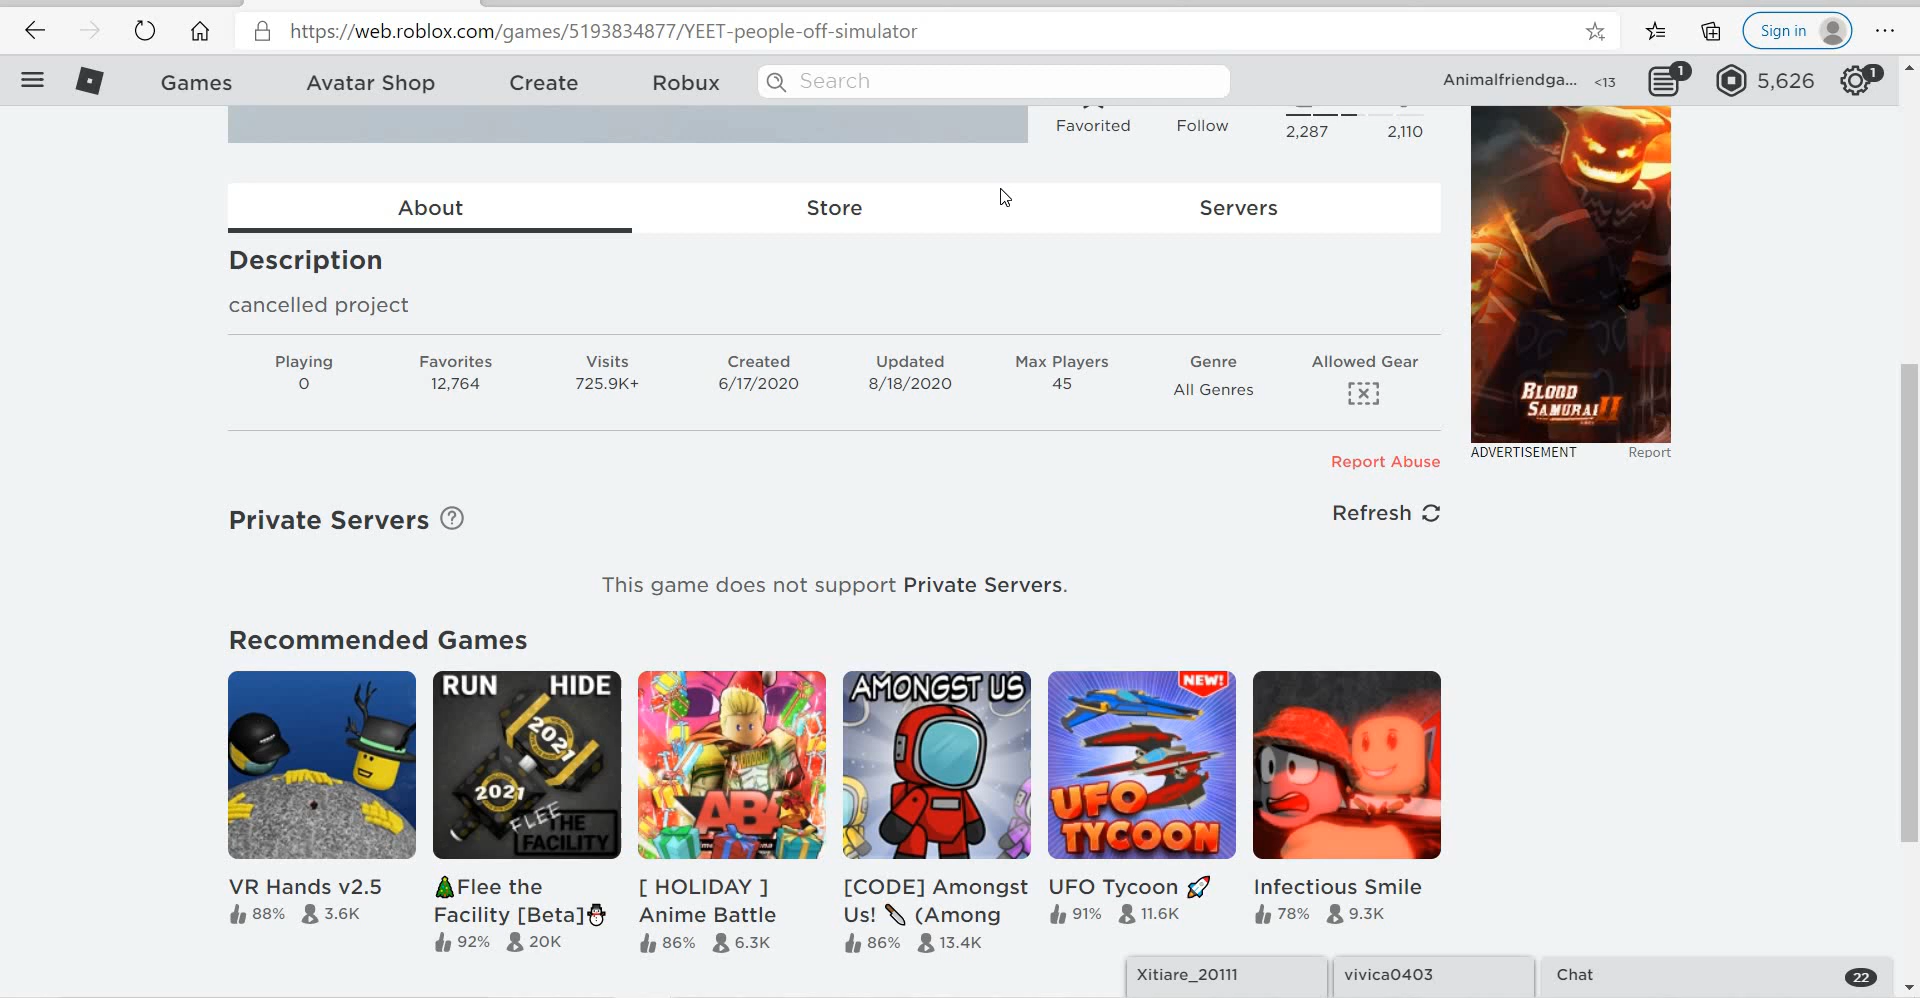 https://web.roblox.com/games/5193834877/YEET-people-off-simulator
Sign in
Games
Avatar Shop
Create
Robux
Search
Animalfriendga...
<13
1
5,626
1
Favorited
Follow
2,287
2,110
About
Store
Servers
Description
cancelled project
Playing
Favorites
Visits
Created
Updated
Max Players
Genre
Allowed Gear
0
12,764
725.9K+
6/17/2020
8/18/2020
45
All Genres
BLOOD
SAMURAI II
ADVERTISEMENT
Report
Report Abuse
Private Servers
Refresh
This game does not support Private Servers.
Recommended Games
RUN HIDE
2021
2021
FLEE
THE
FACILITY
ABA
AMONGST US
NEW!
UFO
TYCOON
VR Hands v2.5
88% 3.6K
🎄Flee the
Facility [Beta]⛄
92% 20K
[ HOLIDAY ]
Anime Battle
86% 6.3K
[CODE] Amongst
Us! 🔪 (Among
86% 13.4K
UFO Tycoon 🚀
91% 11.6K
Infectious Smile
78% 9.3K
Xitiare_20111
vivica0403
Chat
22